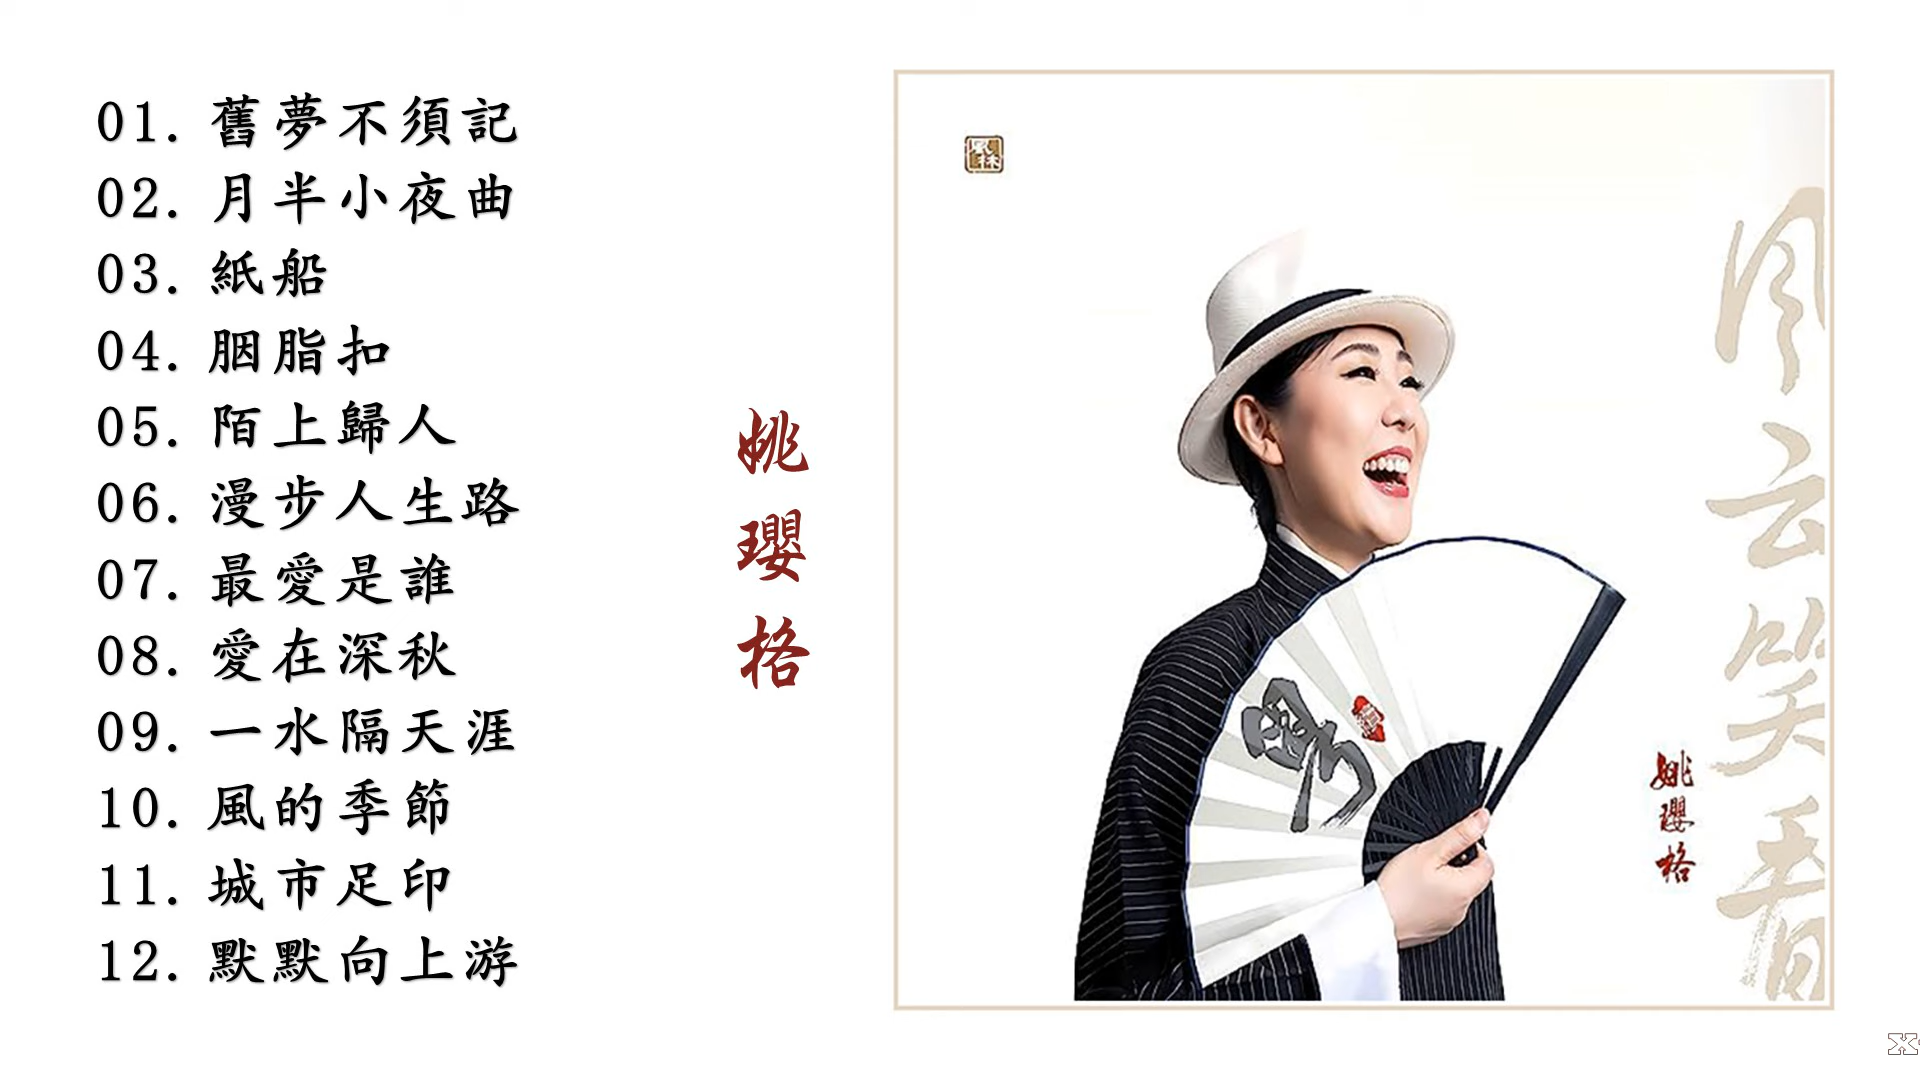 01. 舊夢不須記
02. 月半小夜曲
03. 紙船
04. 胭脂扣
05. 陌上歸人
06. 漫步人生路
07. 最愛是誰
08. 愛在深秋
09. 一水隔天涯
10. 風的季節
11. 城市足印
12. 默默向上游
姚瓔格
風林
粤
风云笑看
姚瓔格